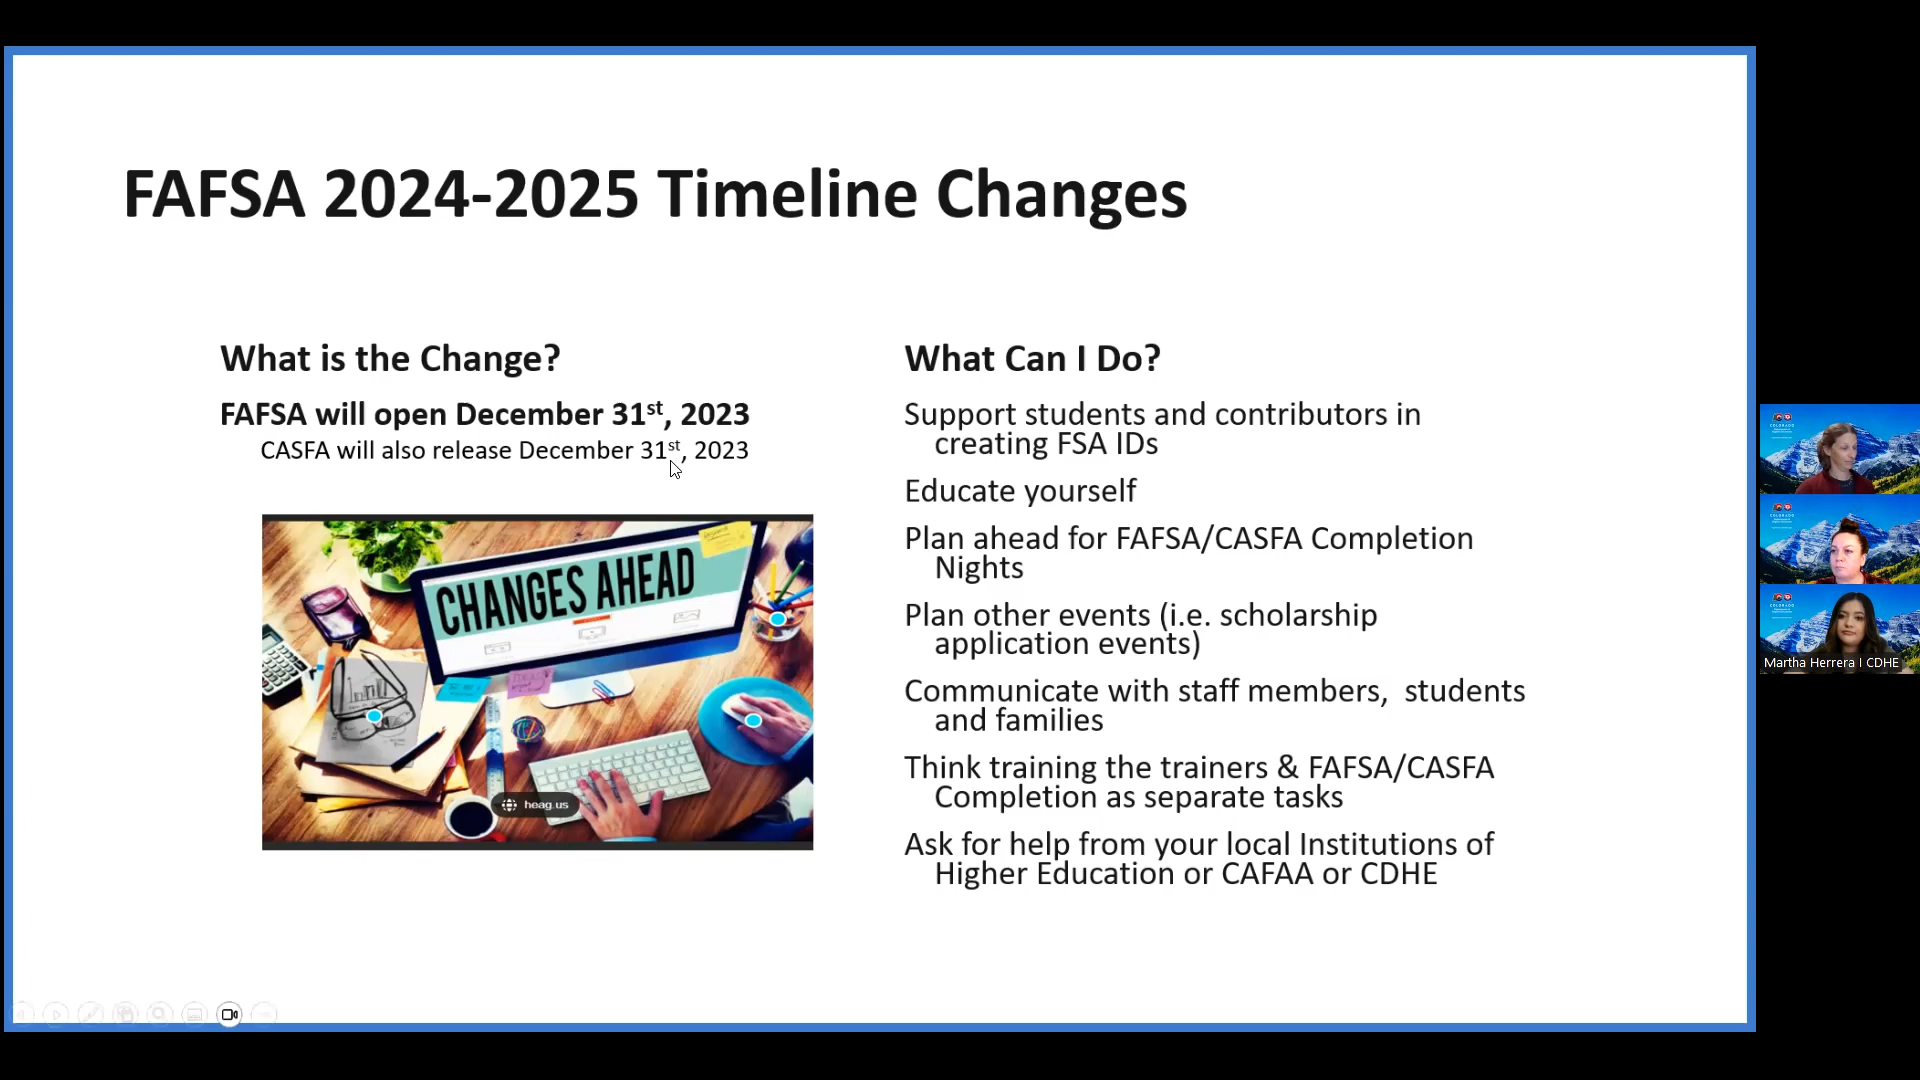 FAFSA 2024-2025 Timeline Changes
What is the Change?
FAFSA will open December 31st, 2023
CASFA will also release December 31st, 2023
CHANGES AHEAD
heag.us
What Can I Do?
Support students and contributors in
creating FSA IDs
Educate yourself
Plan ahead for FAFSA/CASFA Completion
Nights
Plan other events (i.e. scholarship
application events)
Communicate with staff members,  students
and families
Think training the trainers & FAFSA/CASFA
Completion as separate tasks
Ask for help from your local Institutions of
Higher Education or CAFAA or CDHE
COLORADO
COLORADO
COLORADO
Martha Herrera I CDHE